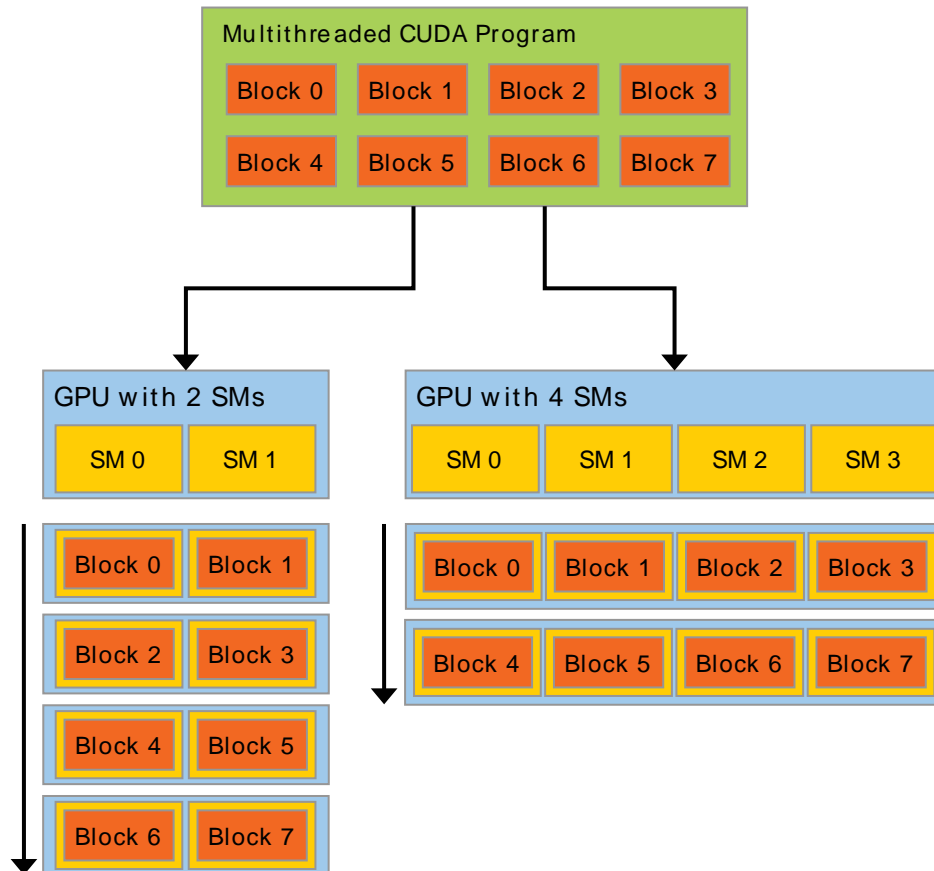 Multithreaded CUDA Program
Block 0 Block 1 Block 2 Block 3
Block 4 Block 5 Block 6 Block 7
GPU with 2 SMs
SM 0 SM 1
Block 0 Block 1
Block 2 Block 3
Block 4 Block 5
Block 6 Block 7
GPU with 4 SMs
SM 0 SM 1 SM 2 SM 3
Block 0 Block 1 Block 2 Block 3
Block 4 Block 5 Block 6 Block 7